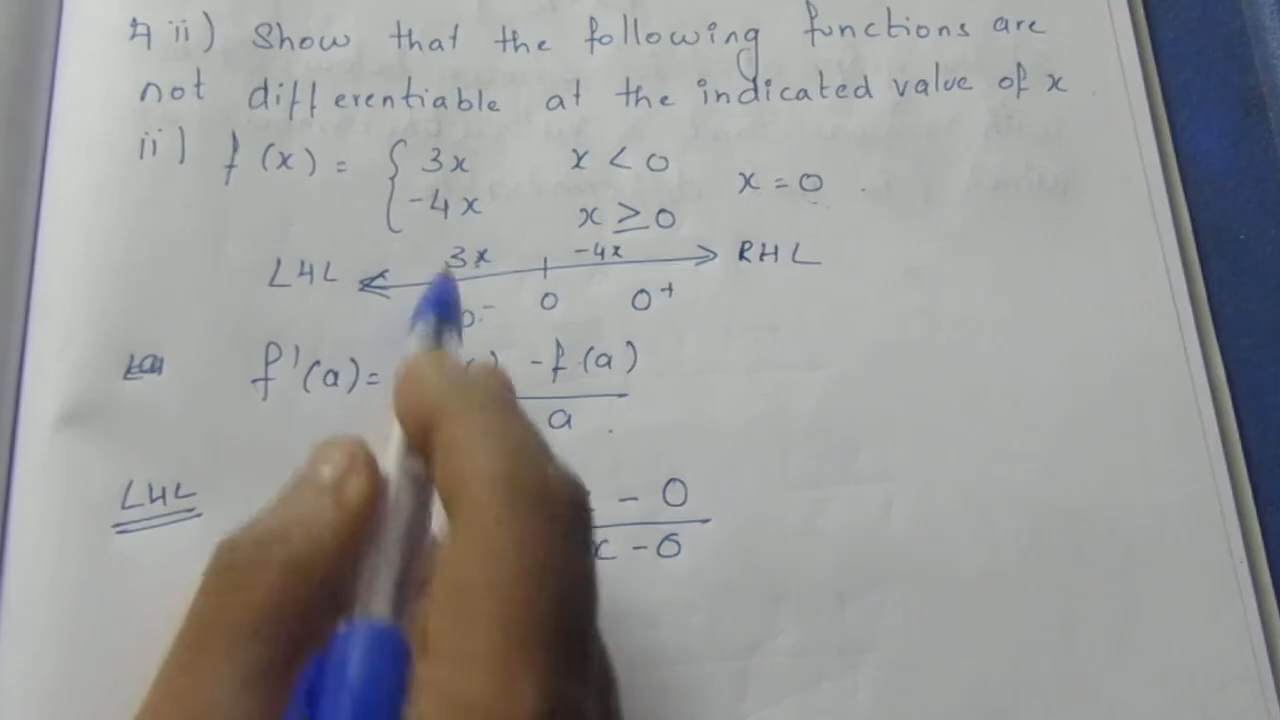 4 ii) Show that the following functions are
not differentiable at the indicated value of x
ii) f(x) = { 3x x < 0
-4x x ≥ 0 x = 0
LHL 3x -4x RHL
0- 0 0+
f'(a) = - f(a)
a
LHL - 0
x - 0